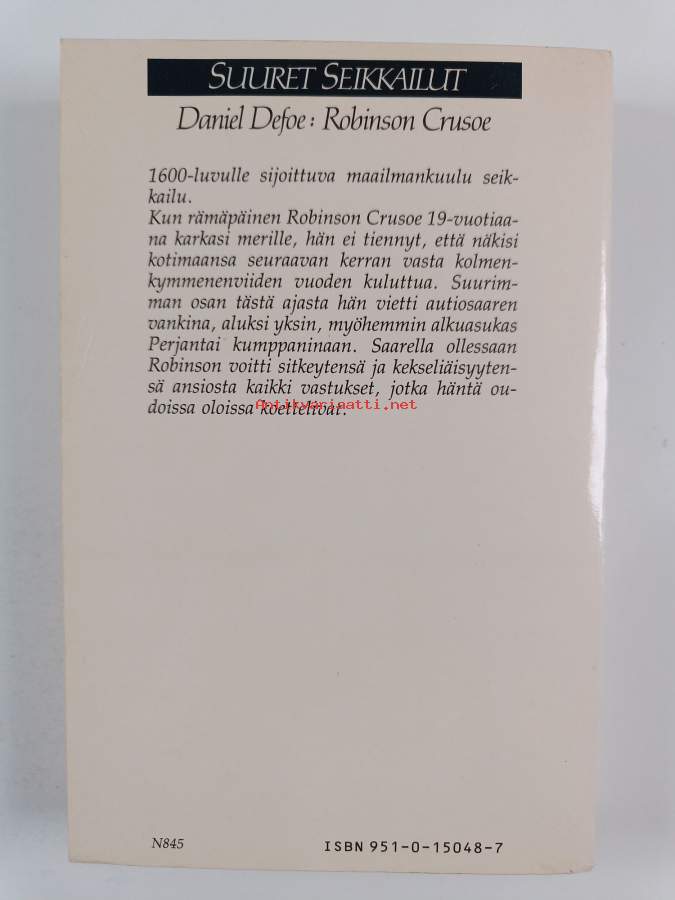 SUURET SEIKKAILUT
Daniel Defoe: Robinson Crusoe
1600-luvulle sijoittuva maailmankuulu seik-
kailu.
Kun rämäpäinen Robinson Crusoe 19-vuotiaa-
na karkasi merille, hän ei tiennyt, että näkisi
kotimaansa seuraavan kerran vasta kolmen-
kymmenenviiden vuoden kuluttua. Suurim-
man osan tästä ajasta hän vietti autiosaaren
vankina, aluksi yksin, myöhemmin alkuasukas
Perjantai kumppaninaan. Saarella ollessaan
Robinson voitti sitkeytensä ja kekseliäisyyten-
sä ansiosta kaikki vastukset, jotka häntä ou-
doissa oloissa koettelivat.
Antikvariaatti.net
N845
ISBN 951-0-15048-7